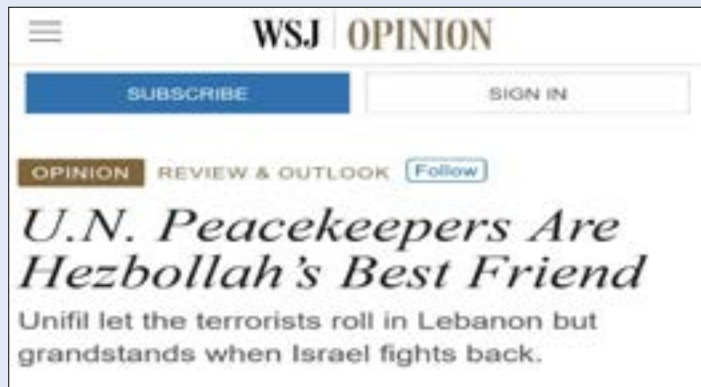 WSJ OPINION
SUBSCRIBE SIGN IN
OPINION REVIEW & OUTLOOK Follow
U.N. Peacekeepers Are
Hezbollah's Best Friend
Unifil let the terrorists roll in Lebanon but
grandstands when Israel fights back.